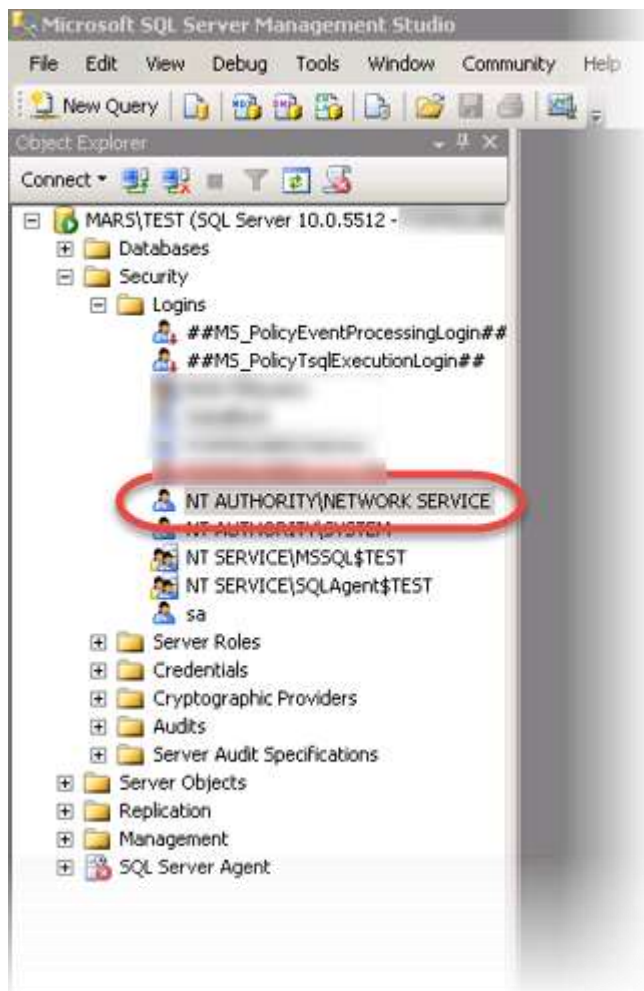 Microsoft SQL Server Management Studio
File Edit View Debug Tools Window Community Help
New Query
Object Explorer
Connect
MARS\TEST (SQL Server 10.0.5512 -
Databases
Security
Logins
##MS_PolicyEventProcessingLogin##
##MS_PolicyTsqlExecutionLogin##
NT AUTHORITY\NETWORK SERVICE
NT AUTHORITY\SYSTEM
NT SERVICE\MSSQL$TEST
NT SERVICE\SQLAgent$TEST
sa
Server Roles
Credentials
Cryptographic Providers
Audits
Server Audit Specifications
Server Objects
Replication
Management
SQL Server Agent